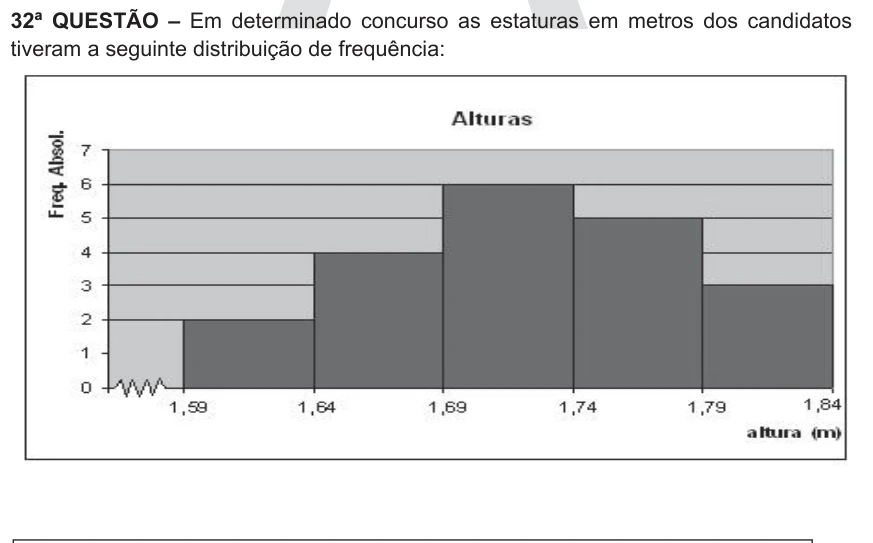 32ª QUESTÃO – Em determinado concurso as estaturas em metros dos candidatos
tiveram a seguinte distribuição de frequência:
Alturas
Freq. Absol.
7
6
5
4
3
2
1
0
1,59 1,64 1,69 1,74 1,79 1,84
altura (m)